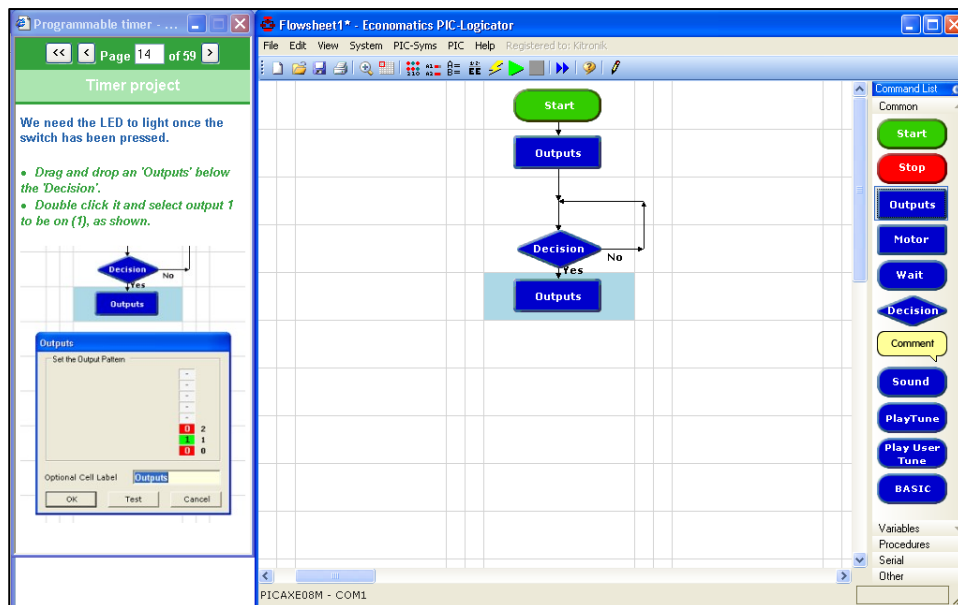 Programmable timer - ...
<< < Page 14 of 59 >
Timer project
We need the LED to light once the
switch has been pressed.
• Drag and drop an 'Outputs' below
the 'Decision'.
• Double click it and select output 1
to be on (1), as shown.
Decision
No
Yes
Outputs
Outputs
Set the Output Pattern
-
-
-
-
-
0 2
1 1
0 0
Optional Cell Label Outputs
OK Test Cancel
Flowsheet1* - Economatics PIC-Logicator
File Edit View System PIC-Syms PIC Help Registered to: Kitronik
Start
Outputs
Decision
No
Yes
Outputs
Command List
Common
Start
Stop
Outputs
Motor
Wait
Decision
Comment
Sound
PlayTune
Play User
Tune
BASIC
Variables
Procedures
Serial
Other
PICAXE08M - COM1